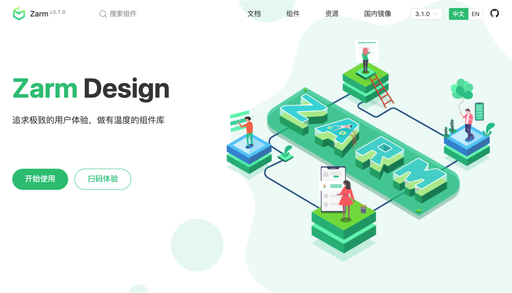 Zarm v3.1.0
搜索组件
文档
组件
资源
国内镜像
3.1.0
中文
EN
Zarm Design
追求极致的用户体验，做有温度的组件库
开始使用
扫码体验
ZARM